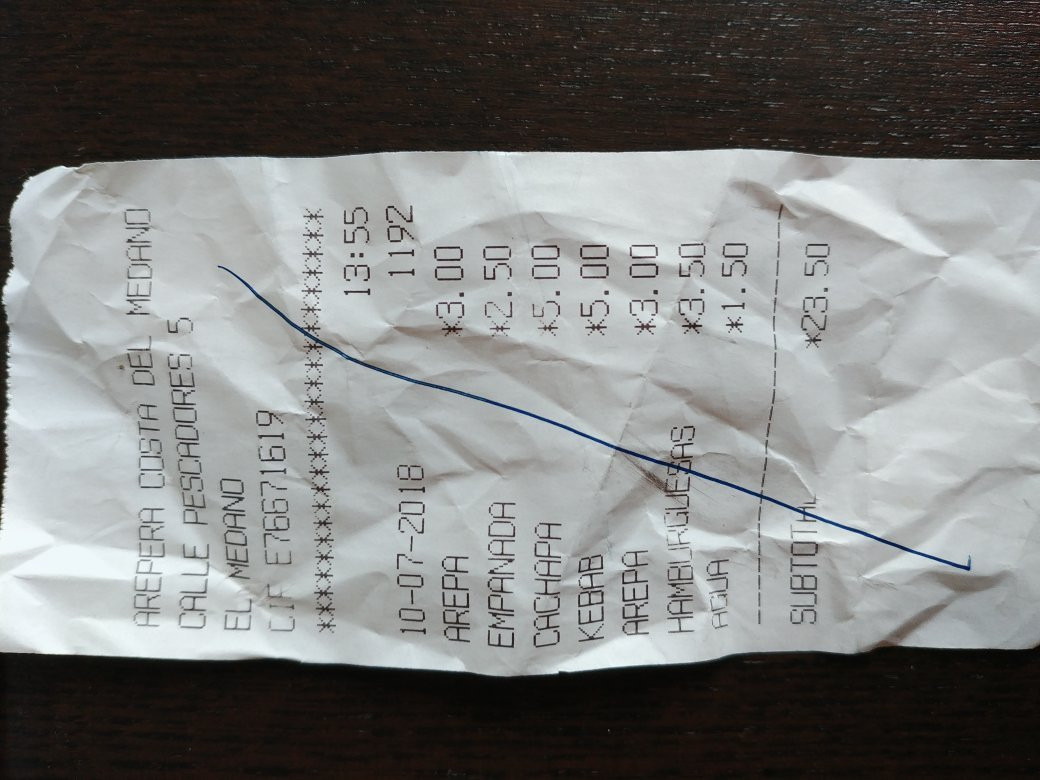 AREPERA COSTA DEL MEDANO
CALLE PESCADORES 5
EL MEDANO
CIF E76671619
************************
13:55
10-07-2018 1192
AREPA *3.00
EMPANADA *2.50
CACHAPA *5.00
KEBAB *5.00
AREPA *3.00
HAMBURGUESAS *3.50
AGUA *1.50
------------------------
SUBTOTAL *23.50